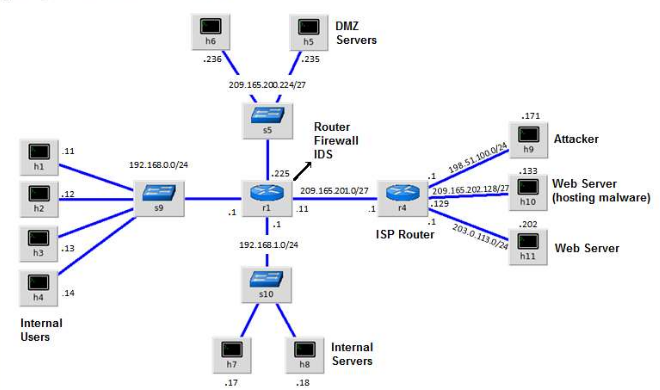 DMZ
Servers
h6
h5
.236
.235
209.165.200.224/27
s5
Router
Firewall
IDS
.171
h9
Attacker
198.51.100.0/24
.11
h1
192.168.0.0/24
.225
209.165.201.0/27
.1
209.165.202.128/27
.133
h10
Web Server
(hosting malware)
.12
h2
s9
.1
r1
.11
.1
r4
.129
.1
ISP Router
203.0.113.0/24
.202
h11
Web Server
.1
192.168.1.0/24
.13
h3
.14
h4
s10
Internal
Users
h7
h8
Internal
Servers
.17
.18